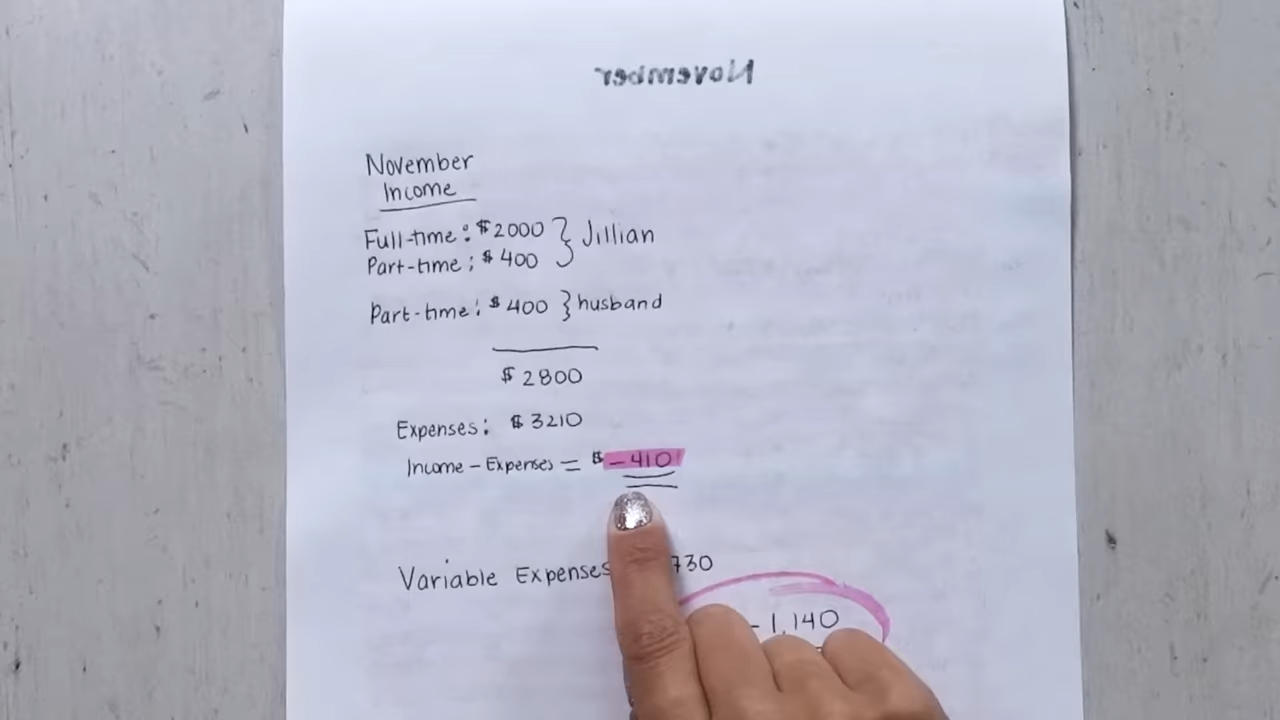 November
November
Income
Full-time: $2000 } Jillian
Part-time: $400
Part-time: $400 } husband
$2800
Expenses: $3210
Income - Expenses = $-410
Variable Expenses 730
- 1,140